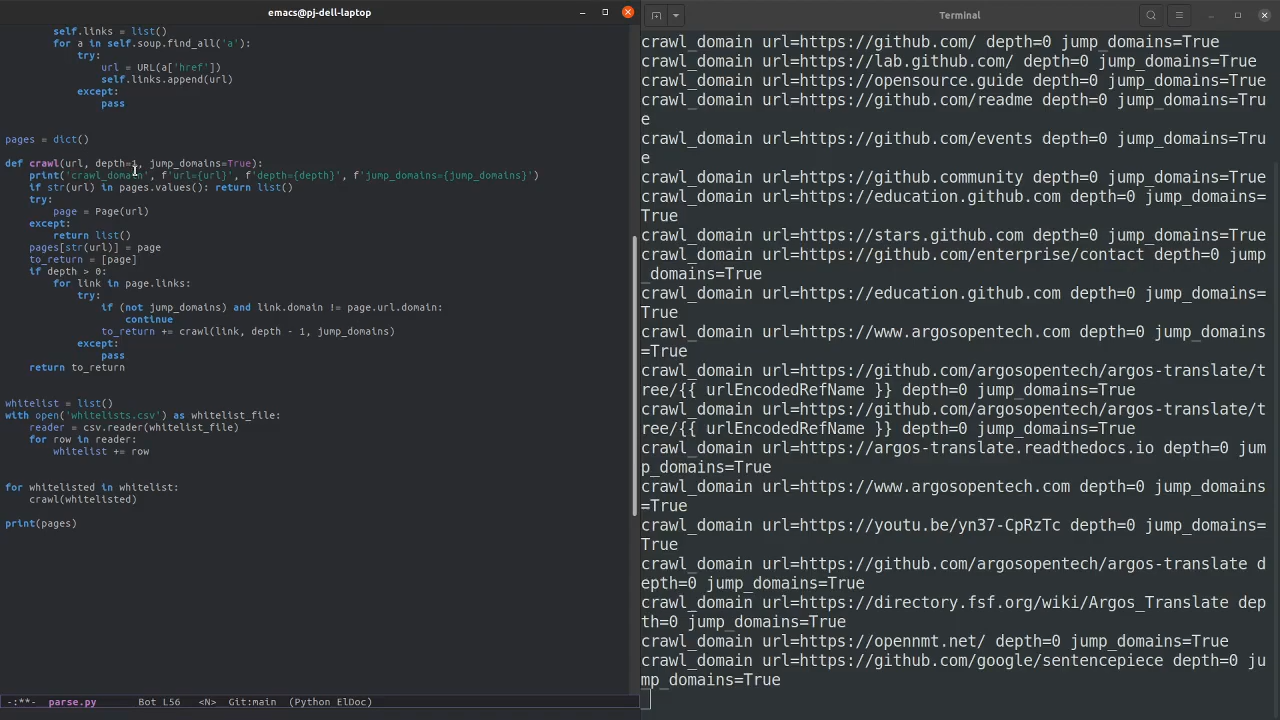 emacs@pj-dell-laptop
self.links = list()
for a in self.soup.find_all('a'):
try:
url = URL(a['href'])
self.links.append(url)
except:
pass
pages = dict()
def crawl(url, depth=1, jump_domains=True):
print('crawl_domain', f'url={url}', f'depth={depth}', f'jump_domains={jump_domains}')
if str(url) in pages.values(): return list()
try:
page = Page(url)
except:
return list()
pages[str(url)] = page
to_return = [page]
if depth > 0:
for link in page.links:
try:
if (not jump_domains) and link.domain != page.url.domain:
continue
to_return += crawl(link, depth - 1, jump_domains)
except:
pass
return to_return
whitelist = list()
with open('whitelists.csv') as whitelist_file:
reader = csv.reader(whitelist_file)
for row in reader:
whitelist += row
for whitelisted in whitelist:
crawl(whitelisted)
print(pages)
-:**- parse.py Bot L56 <N> Git:main (Python ElDoc)
Terminal
crawl_domain url=https://github.com/ depth=0 jump_domains=True
crawl_domain url=https://lab.github.com/ depth=0 jump_domains=True
crawl_domain url=https://opensource.guide depth=0 jump_domains=True
crawl_domain url=https://github.com/readme depth=0 jump_domains=Tru
e
crawl_domain url=https://github.com/events depth=0 jump_domains=Tru
e
crawl_domain url=https://github.community depth=0 jump_domains=True
crawl_domain url=https://education.github.com depth=0 jump_domains=
True
crawl_domain url=https://stars.github.com depth=0 jump_domains=True
crawl_domain url=https://github.com/enterprise/contact depth=0 jump
_domains=True
crawl_domain url=https://education.github.com depth=0 jump_domains=
True
crawl_domain url=https://www.argosopentech.com depth=0 jump_domains
=True
crawl_domain url=https://github.com/argosopentech/argos-translate/t
ree/{{ urlEncodedRefName }} depth=0 jump_domains=True
crawl_domain url=https://github.com/argosopentech/argos-translate/t
ree/{{ urlEncodedRefName }} depth=0 jump_domains=True
crawl_domain url=https://argos-translate.readthedocs.io depth=0 jum
p_domains=True
crawl_domain url=https://www.argosopentech.com depth=0 jump_domains
=True
crawl_domain url=https://youtu.be/yn37-CpRzTc depth=0 jump_domains=
True
crawl_domain url=https://github.com/argosopentech/argos-translate d
epth=0 jump_domains=True
crawl_domain url=https://directory.fsf.org/wiki/Argos_Translate dep
th=0 jump_domains=True
crawl_domain url=https://opennmt.net/ depth=0 jump_domains=True
crawl_domain url=https://github.com/google/sentencepiece depth=0 ju
mp_domains=True